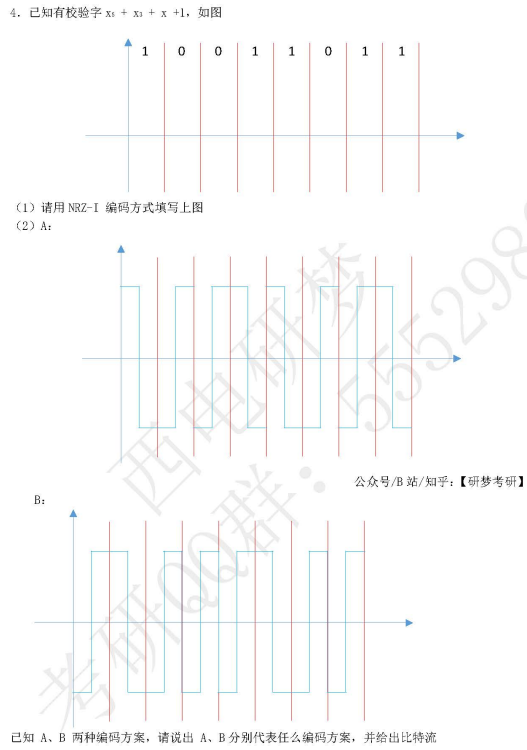 4. 已知有校验字 x₈ + x₃ + x +1，如图
1 0 0 1 1 0 1 1
（1）请用 NRZ-I 编码方式填写上图
（2）A：
公众号/B 站/知乎：【研梦考研】
B：
已知 A、B 两种编码方案，请说出 A、B 分别代表任么编码方案，并给出比特流
西电研梦
考研QQ群：555298